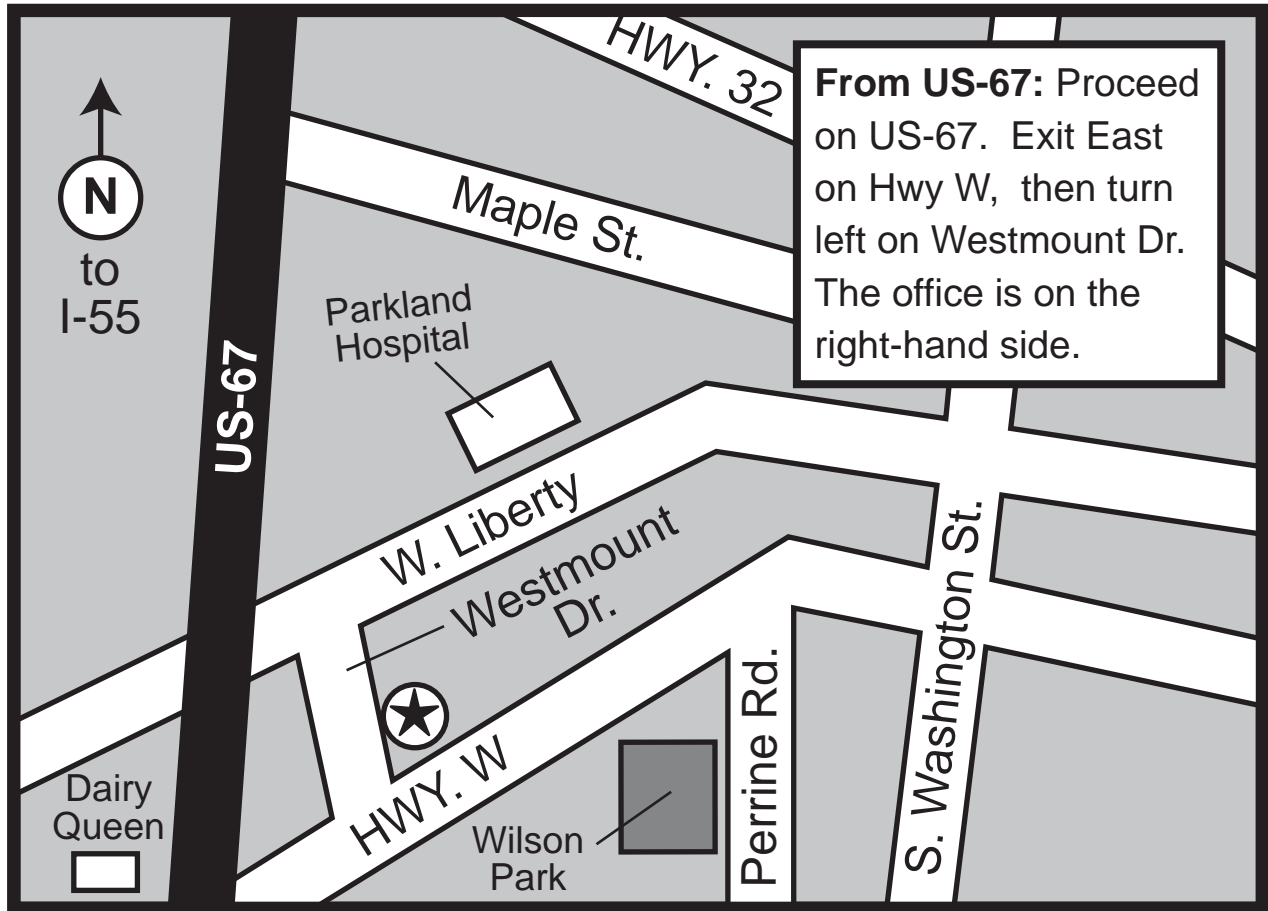 HWY. 32
From US-67: Proceed
on US-67.  Exit East
on Hwy W,  then turn
left on Westmount Dr.
The office is on the
right-hand side.
N
to
I-55
Maple St.
Parkland
Hospital
US-67
W. Liberty
Westmount
Dr.
HWY. W
Dairy
Queen
Wilson
Park
Perrine Rd.
S. Washington St.